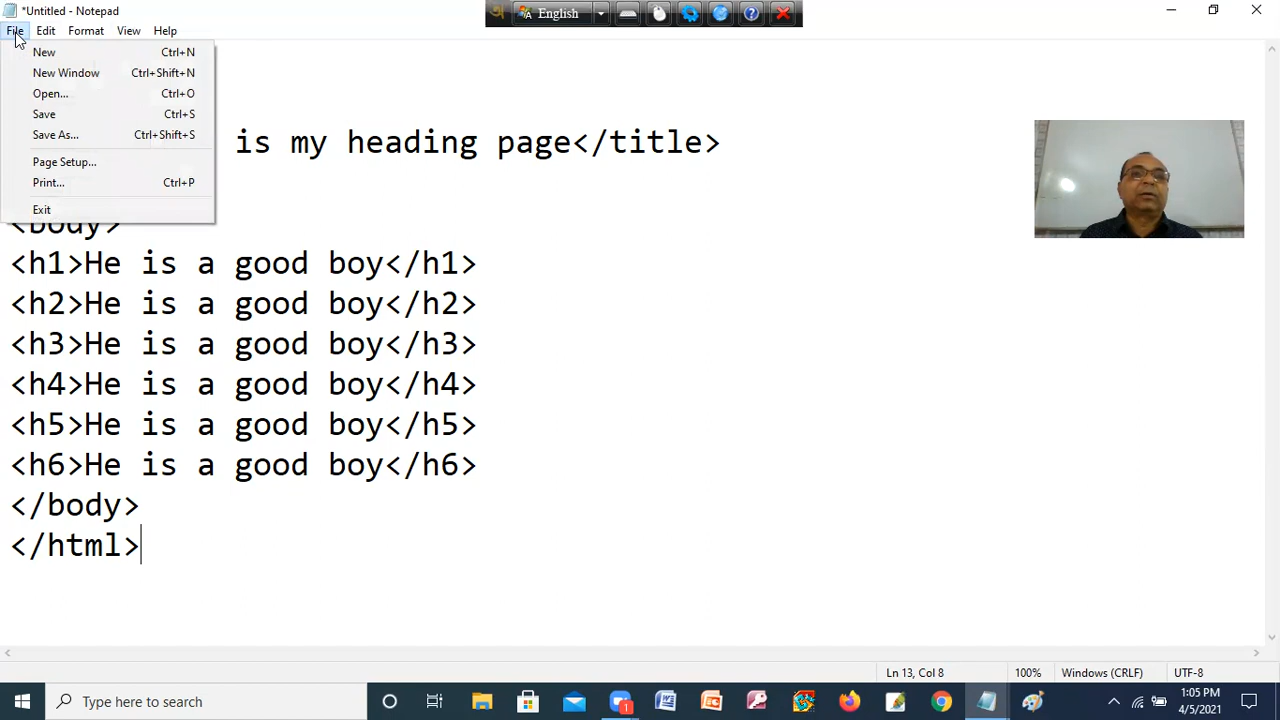 *Untitled - Notepad
অ English
File Edit Format View Help
New Ctrl+N
New Window Ctrl+Shift+N
Open... Ctrl+O
Save Ctrl+S
Save As... Ctrl+Shift+S
Page Setup...
Print... Ctrl+P
Exit
is my heading page</title>
<body>
<h1>He is a good boy</h1>
<h2>He is a good boy</h2>
<h3>He is a good boy</h3>
<h4>He is a good boy</h4>
<h5>He is a good boy</h5>
<h6>He is a good boy</h6>
</body>
</html>
Ln 13, Col 8 100% Windows (CRLF) UTF-8
Type here to search
1
1:05 PM
4/5/2021